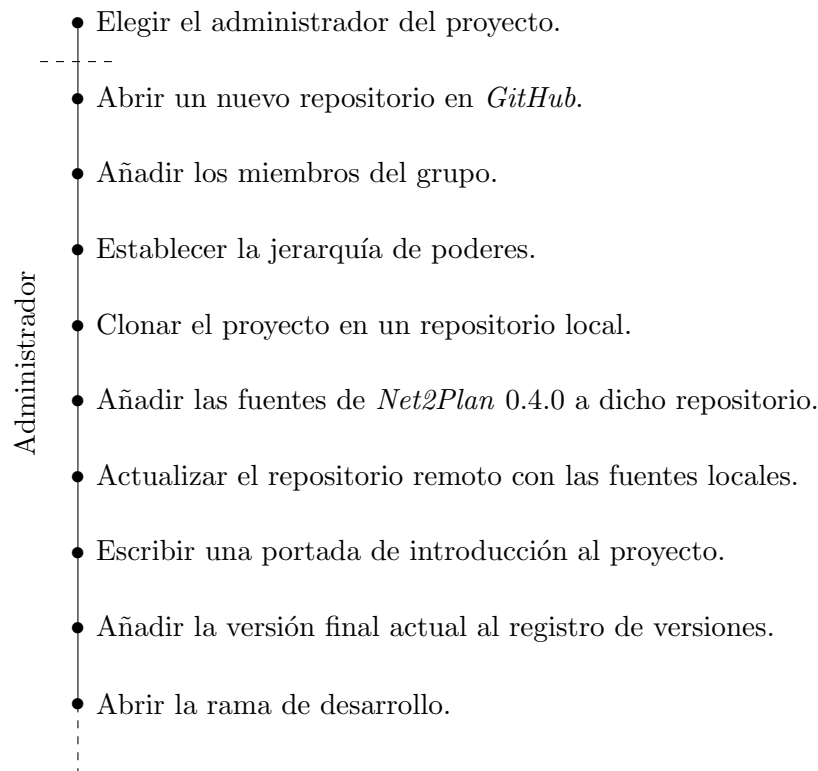 Elegir el administrador del proyecto.
Abrir un nuevo repositorio en GitHub.
Añadir los miembros del grupo.
Establecer la jerarquía de poderes.
Clonar el proyecto en un repositorio local.
Añadir las fuentes de Net2Plan 0.4.0 a dicho repositorio.
Actualizar el repositorio remoto con las fuentes locales.
Escribir una portada de introducción al proyecto.
Añadir la versión final actual al registro de versiones.
Abrir la rama de desarrollo.
Administrador